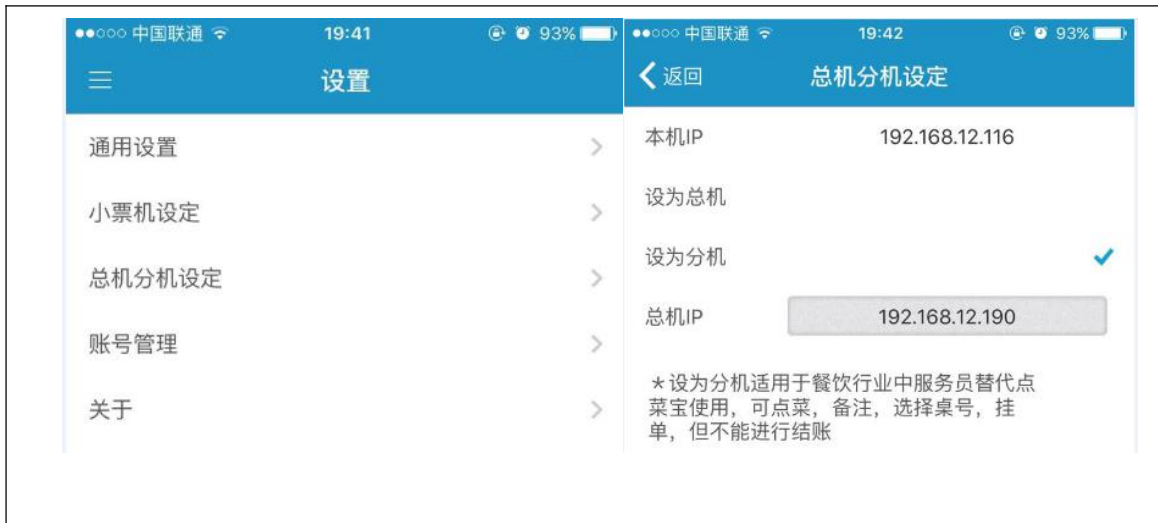 中国联通 19:41 93%
设置
通用设置
小票机设定
总机分机设定
账号管理
关于
中国联通 19:42 93%
返回 总机分机设定
本机IP 192.168.12.116
设为总机
设为分机
总机IP 192.168.12.190
*设为分机适用于餐饮行业中服务员替代点
菜宝使用，可点菜，备注，选择桌号，挂
单，但不能进行结账